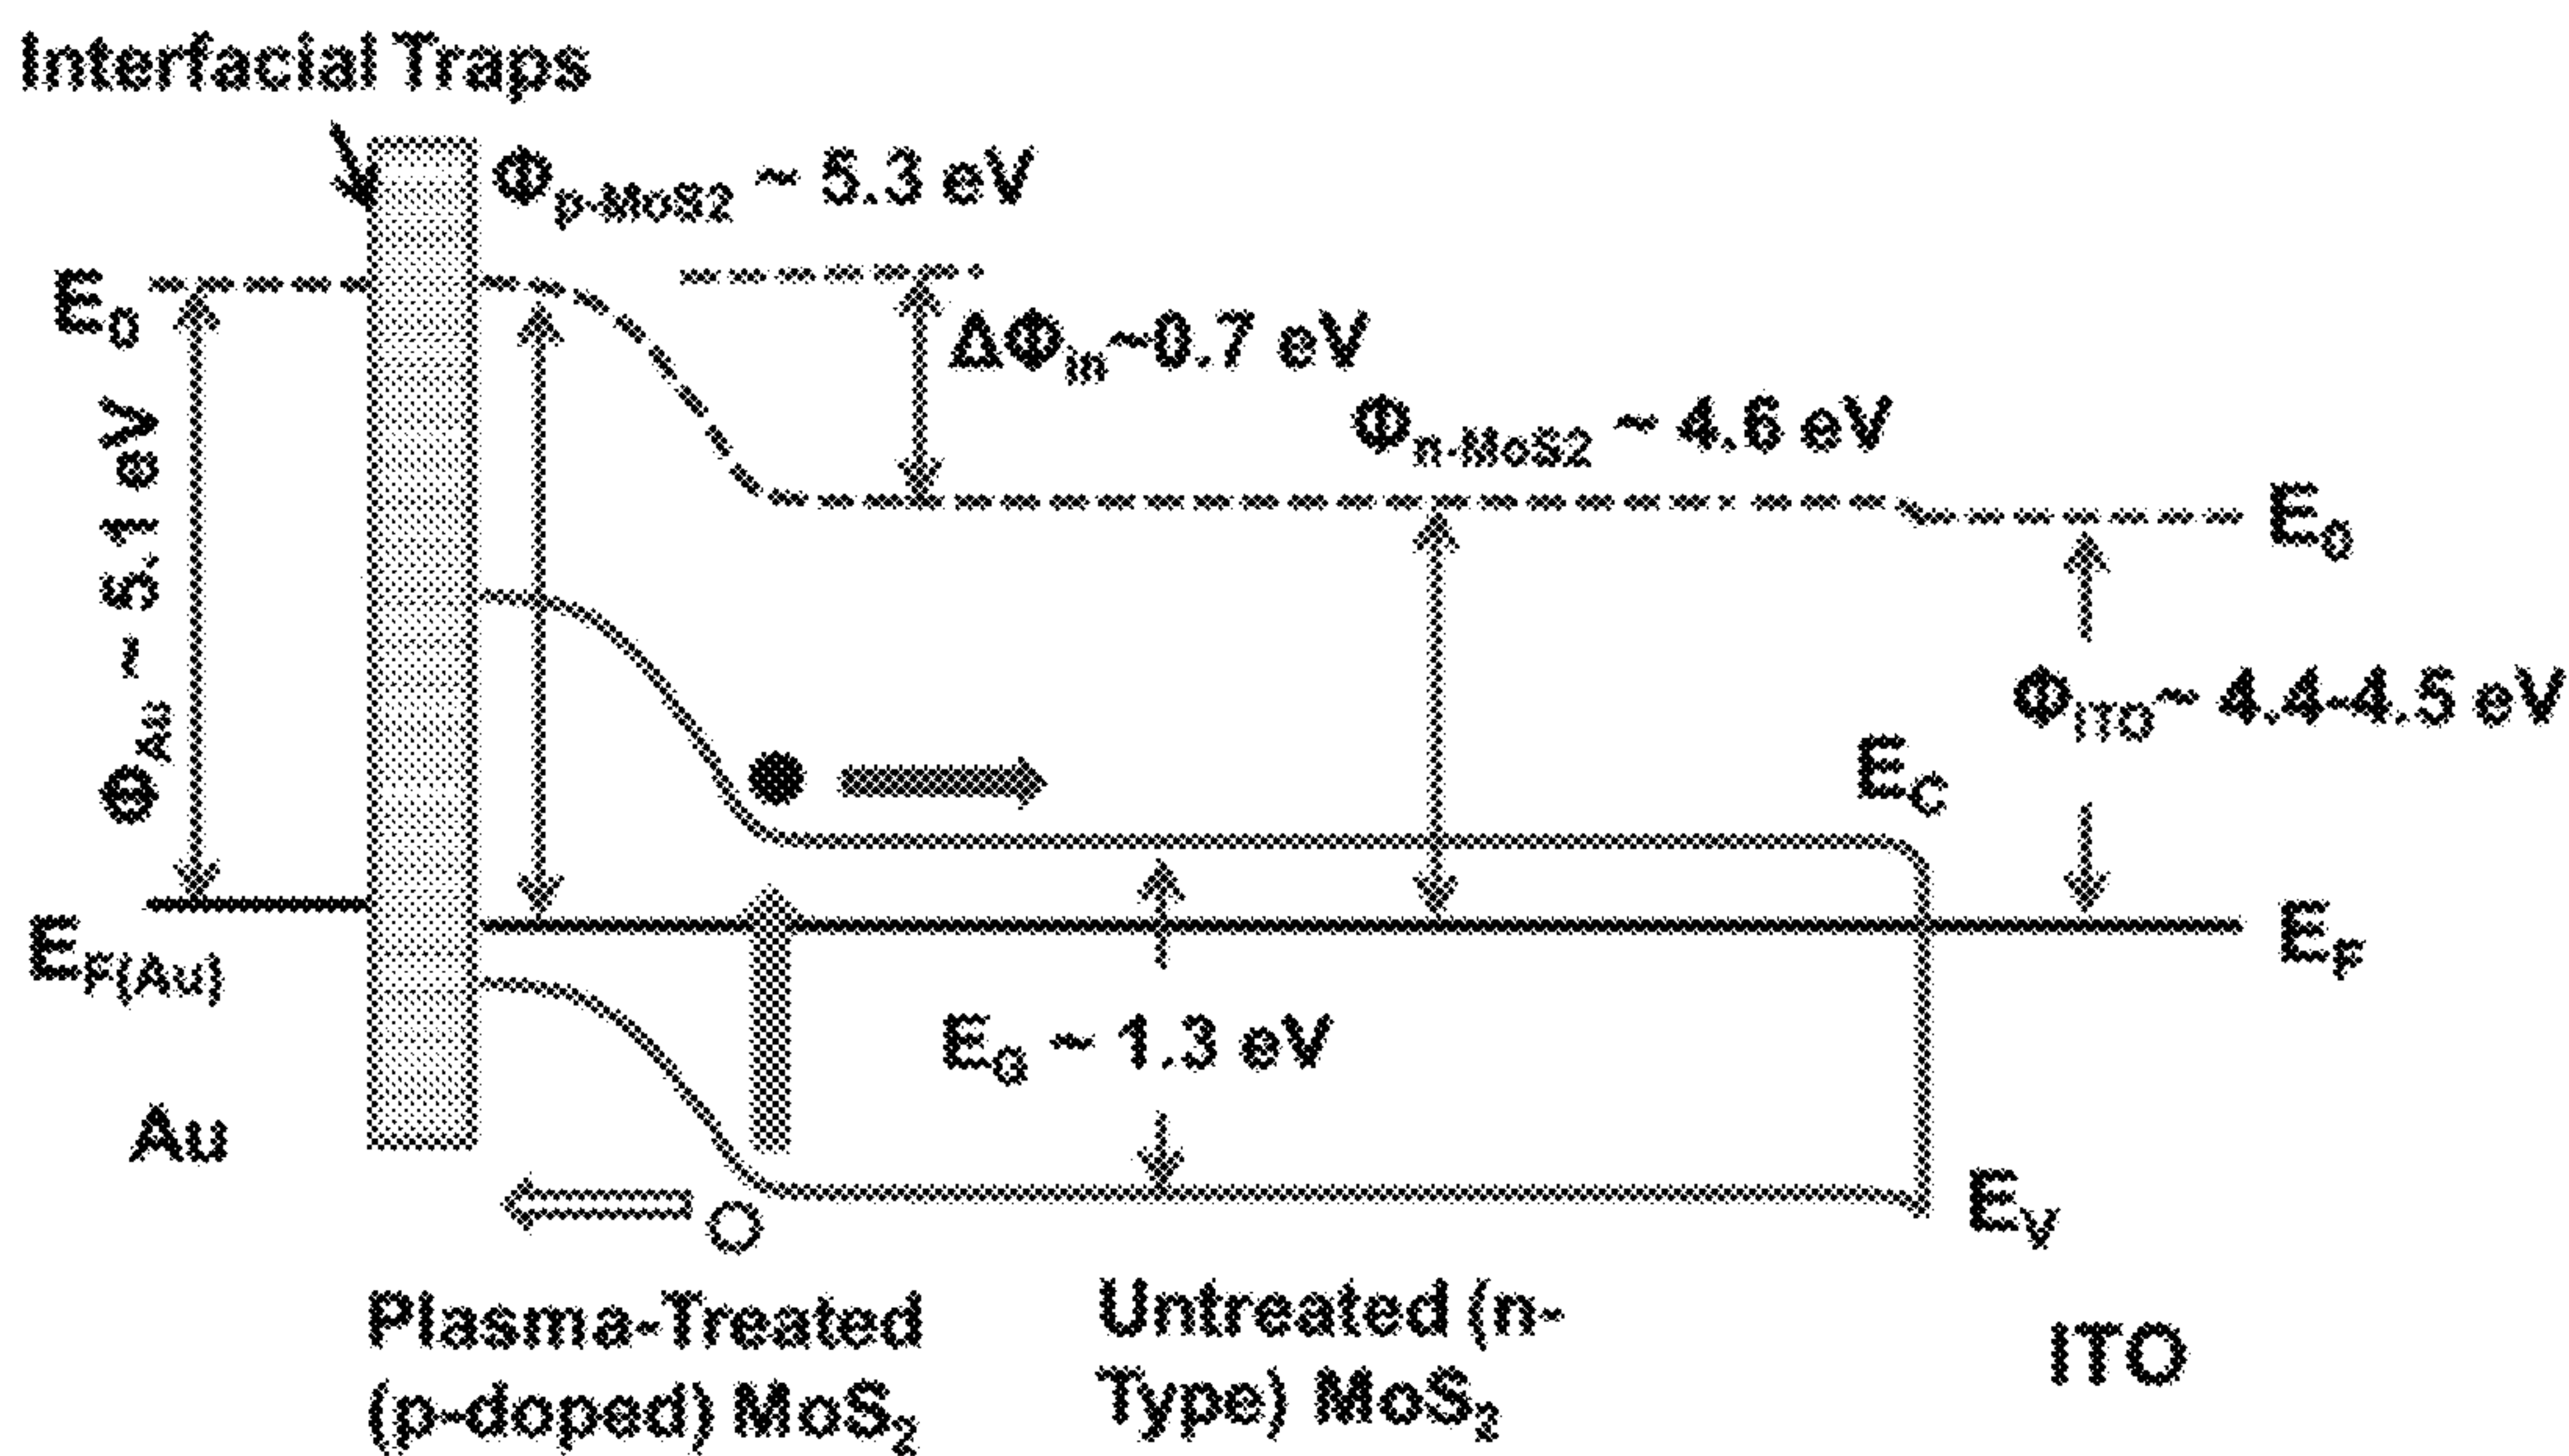 Interfacial Traps
Φp-MoS2 ~ 5.3 eV
E0
ΔΦin~0.7 eV
Φn-MoS2 ~ 4.6 eV
E0
ΦAu ~ 5.1 eV
ΦITO~ 4.4-4.5 eV
EC
EF(Au)
EF
EG ~ 1.3 eV
Au
EV
Plasma-Treated
(p-doped) MoS2
Untreated (n-
Type) MoS2
ITO